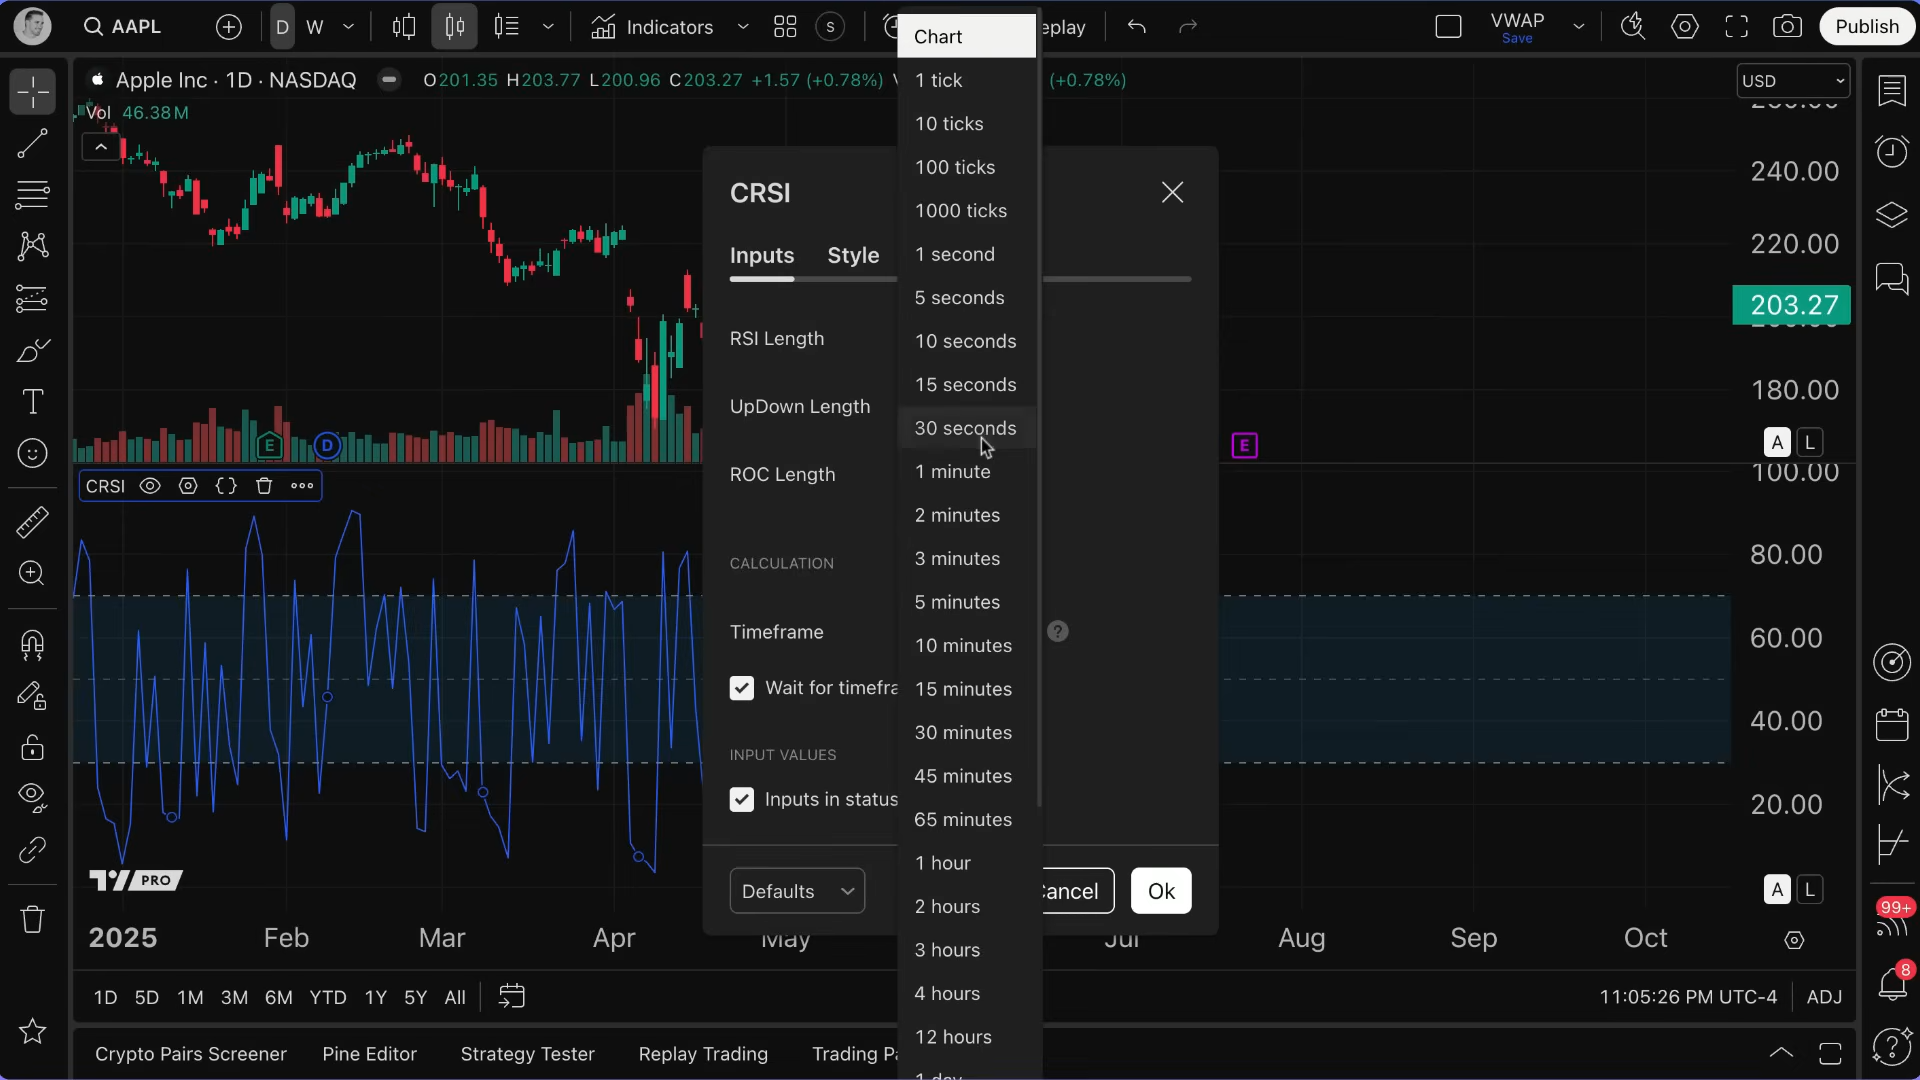 AAPL D W Indicators S Chart eplay VWAP Save Publish
Apple Inc · 1D · NASDAQ O201.35 H203.77 L200.96 C203.27 +1.57 (+0.78%) (+0.78%) USD
Vol 46.38M
1 tick
10 ticks
100 ticks
1000 ticks
1 second
5 seconds
10 seconds
15 seconds
30 seconds
1 minute
2 minutes
3 minutes
5 minutes
10 minutes
15 minutes
30 minutes
45 minutes
65 minutes
1 hour
2 hours
3 hours
4 hours
12 hours
1 day
CRSI
Inputs Style
RSI Length
UpDown Length
ROC Length
CALCULATION
Timeframe ?
Wait for timefra
INPUT VALUES
Inputs in status
Defaults Cancel Ok
240.00
220.00
203.27
180.00
E D E A L
CRSI
100.00
80.00
60.00
40.00
20.00
TV PRO A L
99+
2025 Feb Mar Apr May Jul Aug Sep Oct
8
1D 5D 1M 3M 6M YTD 1Y 5Y All 11:05:26 PM UTC-4 ADJ
Crypto Pairs Screener Pine Editor Strategy Tester Replay Trading Trading Pa